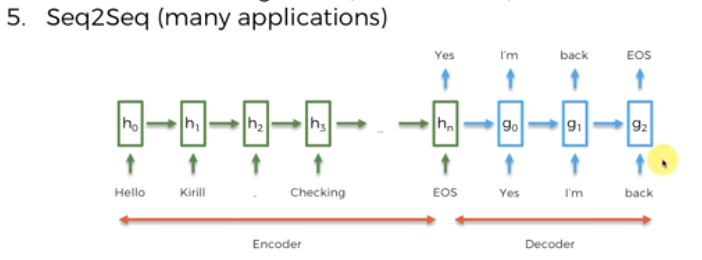 5. Seq2Seq (many applications)
Yes I'm back EOS
h₀ h₁ h₂ h₃ ... hₙ g₀ g₁ g₂
Hello Kirill , Checking EOS Yes I'm back
Encoder Decoder